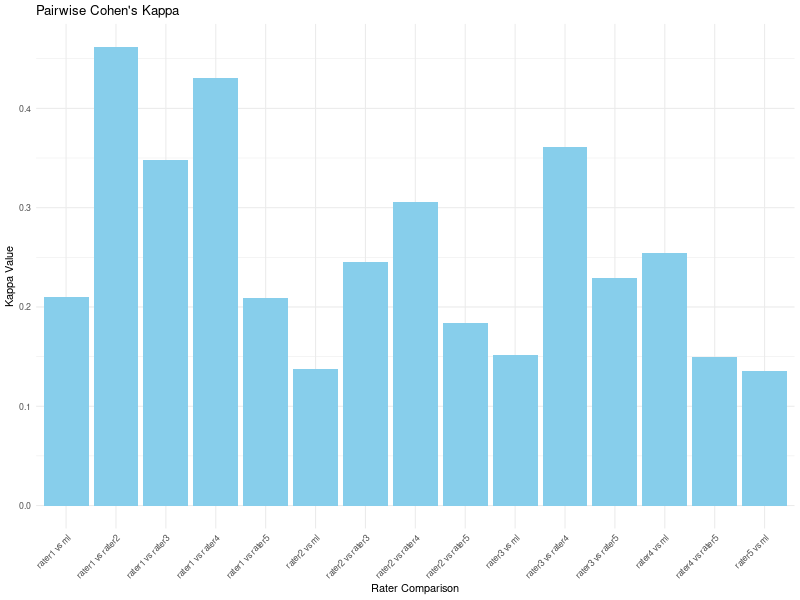 Pairwise Cohen's Kappa
Kappa Value
0.4
0.3
0.2
0.1
0.0
rater1 vs ml
rater1 vs rater2
rater1 vs rater3
rater1 vs rater4
rater1 vs rater5
rater2 vs ml
rater2 vs rater3
rater2 vs rater4
rater2 vs rater5
rater3 vs ml
rater3 vs rater4
rater3 vs rater5
rater4 vs ml
rater4 vs rater5
rater5 vs ml
Rater Comparison